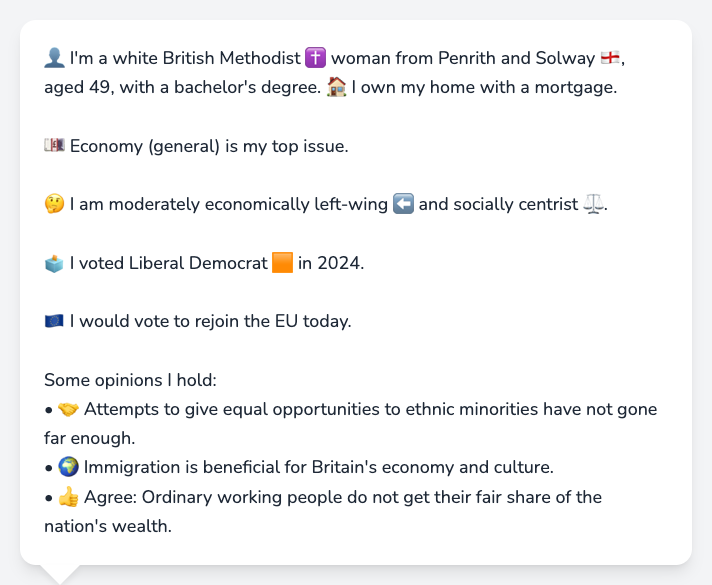 👤 I'm a white British Methodist ✝️ woman from Penrith and Solway 🏴󠁧󠁢󠁥󠁮󠁧󠁿,
aged 49, with a bachelor's degree. 🏠 I own my home with a mortgage.
💷 Economy (general) is my top issue.
🤔 I am moderately economically left-wing ⬅️ and socially centrist ⚖️.
🗳️ I voted Liberal Democrat 🟧 in 2024.
🇪🇺 I would vote to rejoin the EU today.
Some opinions I hold:
• 🤝 Attempts to give equal opportunities to ethnic minorities have not gone
far enough.
• 🌍 Immigration is beneficial for Britain's economy and culture.
• 👍 Agree: Ordinary working people do not get their fair share of the
nation's wealth.